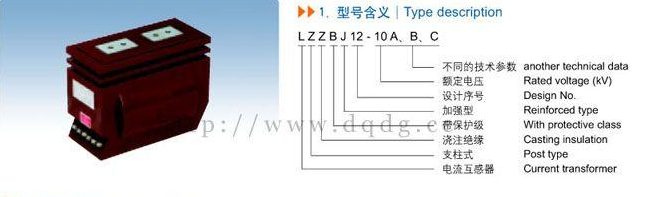 ▶▶ 1. 型号含义｜Type description
L Z Z B J 12 - 10 A、B、C
不同的技术参数 another technical data
额定电压 Rated voltage (kV)
设计序号 Design No.
加强型 Reinforced type
带保护级 With protective class
浇注绝缘 Casting insulation
支柱式 Post type
电流互感器 Current transformer
http://www.dqdg.c